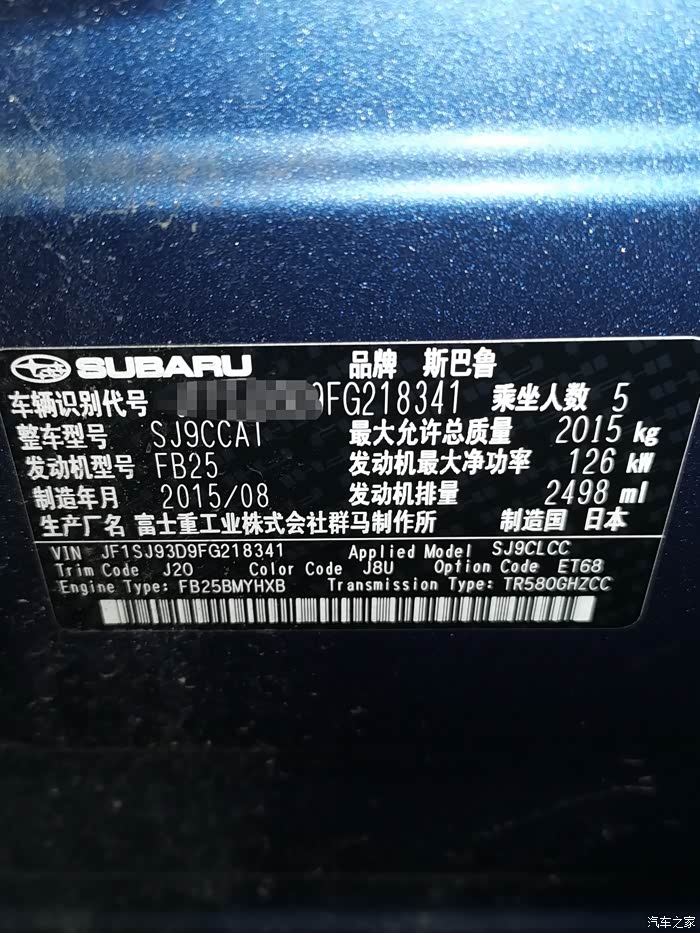 SUBARU 品牌 斯巴鲁
车辆识别代号 9FG218341 乘坐人数 5
整车型号 SJ9CCAI 最大允许总质量 2015 kg
发动机型号 FB25 发动机最大净功率 126 kW
制造年月 2015/08 发动机排量 2498 ml
生产厂名 富士重工业株式会社群马制作所 制造国 日本
VIN JF1SJ93D9FG218341 Applied Model SJ9CLCC
Trim Code J20 Color Code J8U Option Code ET68
Engine Type: FB25BMYHXB Transmission Type: TR580GHZCC
汽车之家